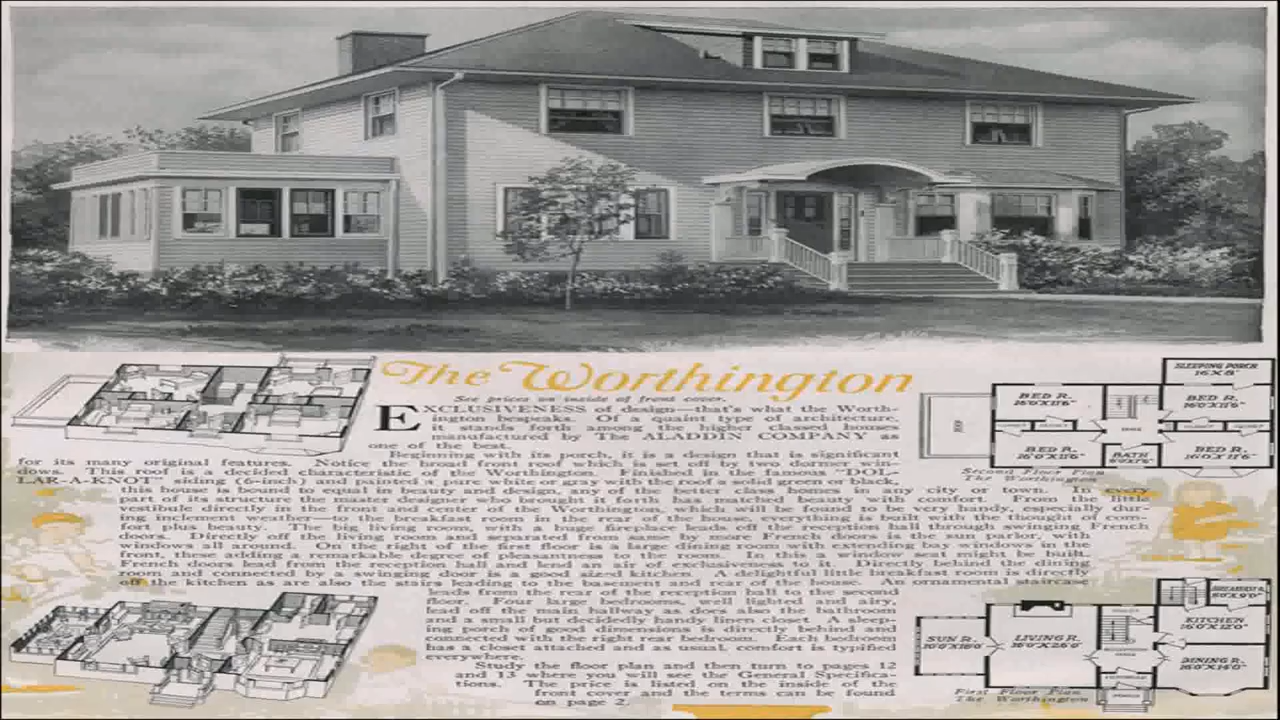 The Worthington
See prices on inside of front cover.
EXCLUSIVENESS of design—that's what the Worth-
ington bespeaks. Of a quaint type of architecture,
it stands forth among the higher classed houses
manufactured by The ALADDIN COMPANY as
one of the best.
Beginning with its porch, it is a design that is significant
for its many original features. Notice the broad front roof which is set off by two dormer win-
dows. This roof is a decided characteristic of the Worthington. Finished in the famous "DOL-
LAR-A-KNOT" siding (6-inch) and painted a pure white or gray with the roof a solid green or black,
this house is bound to equal in beauty and design, any of the better class homes in any city or town. In every
part of its structure the master designer who brought it forth has matched beauty with comfort. From the little
vestibule directly in the front and center of the Worthington, which will be found to be very handy, especially dur-
ing inclement weather—to the breakfast room in the rear of the house, everything is built with the thought of com-
fort plus beauty. The big living room, with a huge fireplace leads off the reception hall through swinging French
doors. Directly off the living room and separated from same by more French doors is the sun parlor, with
windows all around. On the right of the first floor is a large dining room with extending bay windows in the
front, these adding a remarkable degree of pleasantness to the room. In this a window seat might be built.
French doors lead from the reception hall and lend an air of exclusiveness to it. Directly behind the dining
room and connected by a swinging door is a good sized kitchen. A delightful little breakfast room is directly
off the kitchen as are also the stairs leading to the basement and rear of the house. An ornamental staircase
leads from the rear of the reception hall to the second
floor. Four large bedrooms, well lighted and airy,
lead off the main hallway as does also the bathroom
and a small but decidedly handy linen closet. A sleep-
ing porch of good dimensions is directly behind and
connected with the right rear bedroom. Each bedroom
has a closet attached and as usual, comfort is typified
everywhere.
Study the floor plan and then turn to pages 12
and 13 where you will see the General Specifica-
tions. The price is listed on the inside of the
front cover and the terms can be found
on page 2.
SLEEPING PORCH
16'X8'
BED R.
16'0"X11'6"
BED R.
16'0"X11'6"
BED R.
BED R.
BATH
Second Floor Plan
The Worthington
KITCHEN
16'0"X12'0"
SUN R.
LIVING R.
DINING R.
16'0"X14'0"
PORCH
First Floor Plan
The Worthington